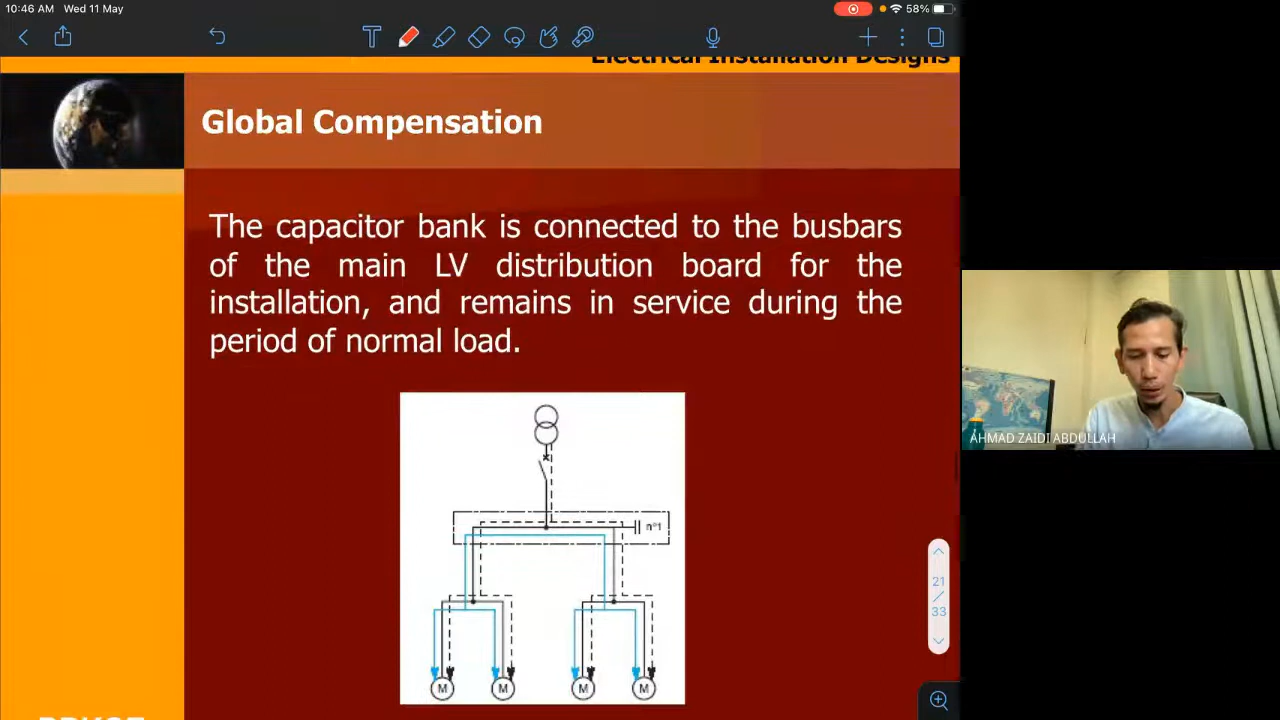 10:46 AM Wed 11 May
58%
Electrical Installation Designs
Global Compensation
The capacitor bank is connected to the busbars
of the main LV distribution board for the
installation, and remains in service during the
period of normal load.
n°1
M M M M
21
/
33
AHMAD ZAIDI ABDULLAH